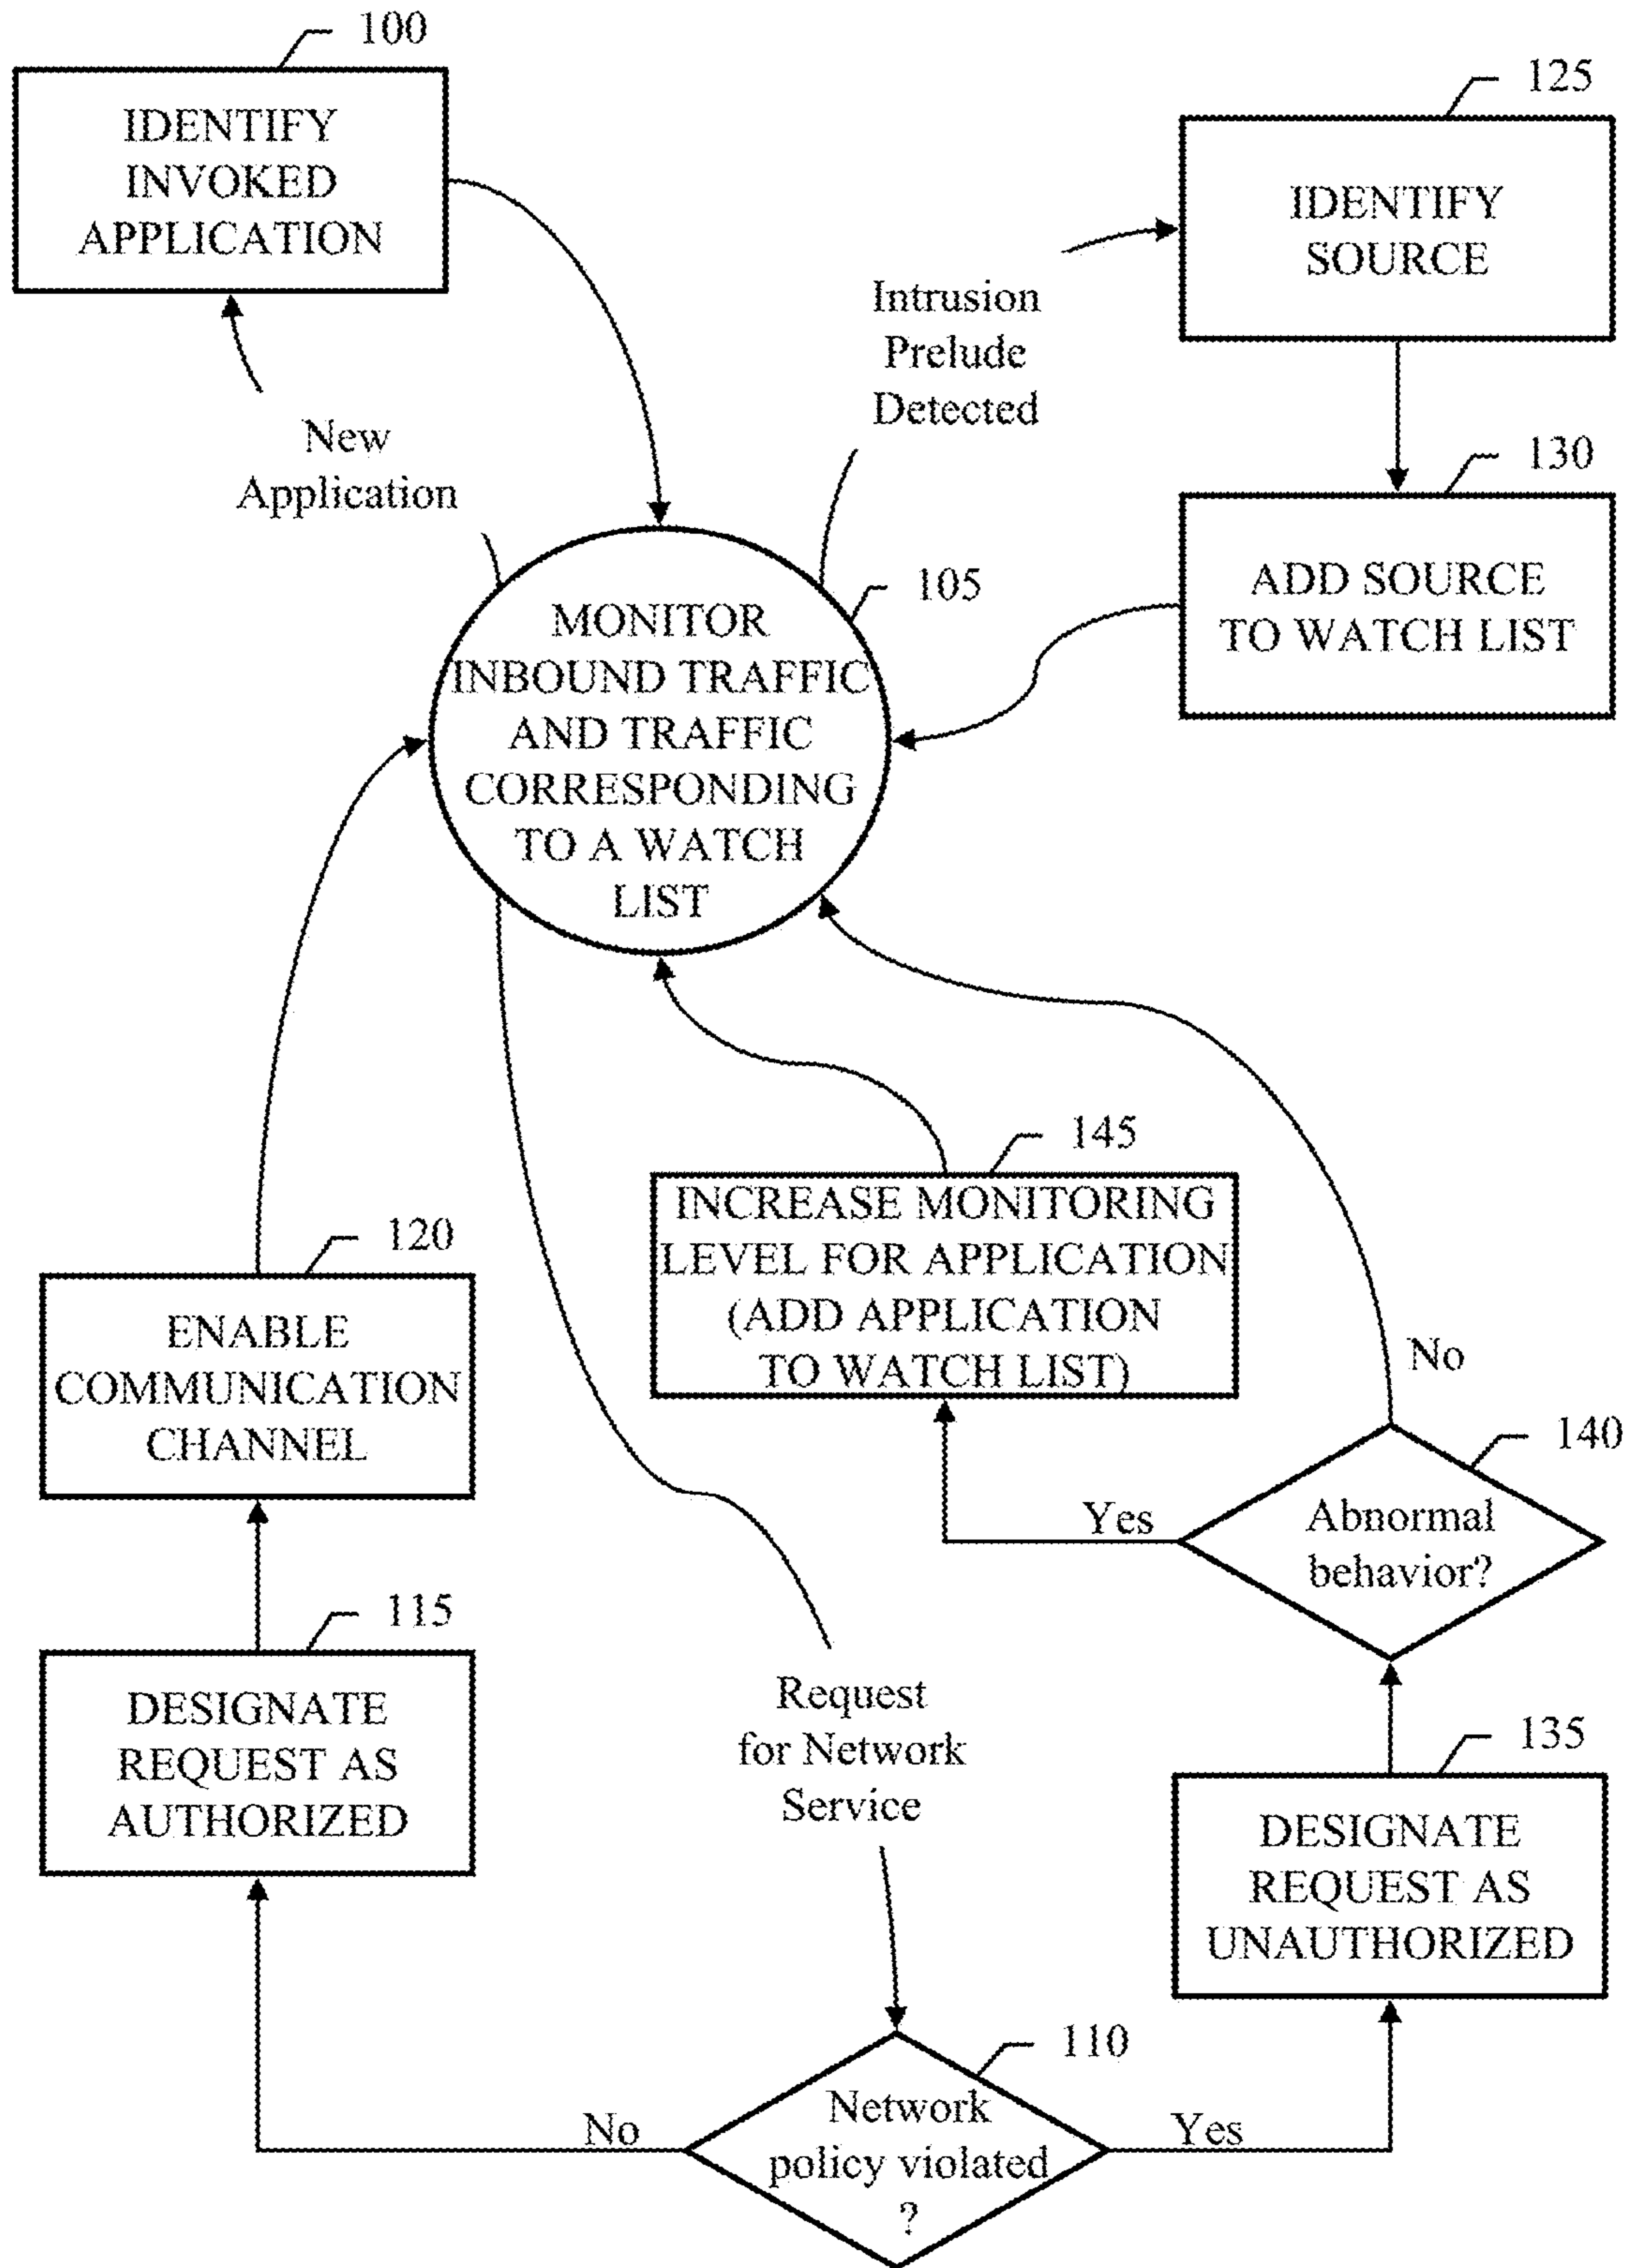 100
IDENTIFY
INVOKED
APPLICATION
125
IDENTIFY
SOURCE
Intrusion
Prelude
Detected
New
Application
130
ADD SOURCE
TO WATCH LIST
105
MONITOR
INBOUND TRAFFIC
AND TRAFFIC
CORRESPONDING
TO A WATCH
LIST
145
INCREASE MONITORING
LEVEL FOR APPLICATION
(ADD APPLICATION
TO WATCH LIST)
120
ENABLE
COMMUNICATION
CHANNEL
No
140
Abnormal
behavior?
Yes
115
DESIGNATE
REQUEST AS
AUTHORIZED
Request
for Network
Service
135
DESIGNATE
REQUEST AS
UNAUTHORIZED
110
Network
policy violated
?
No
Yes